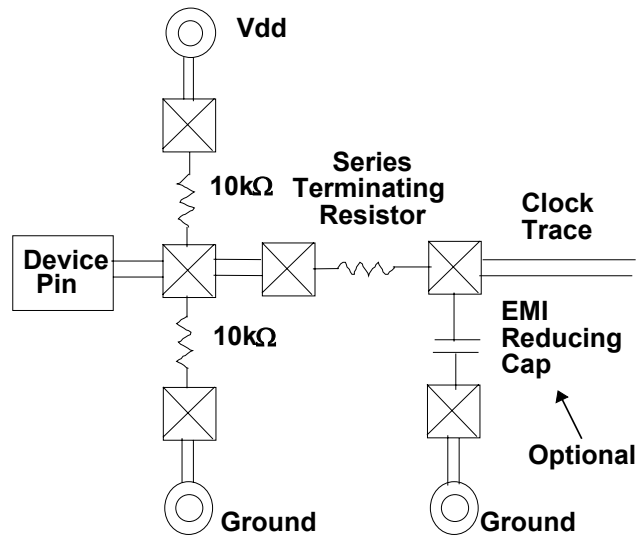 Vdd
10kΩ
Series
Terminating
Resistor
Clock
Trace
Device
Pin
10kΩ
EMI
Reducing
Cap
Optional
Ground
Ground